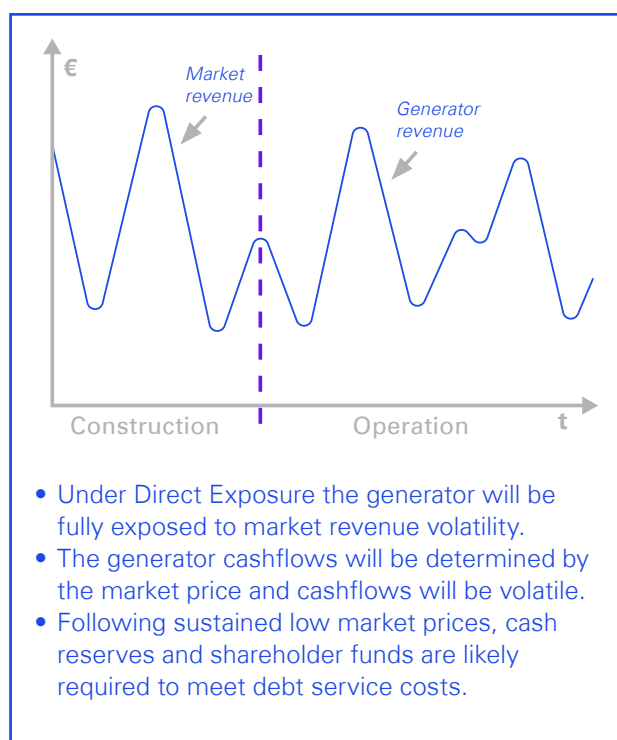 €
Market
revenue
Generator
revenue
Construction
Operation
t
• Under Direct Exposure the generator will be
fully exposed to market revenue volatility.
• The generator cashflows will be determined by
the market price and cashflows will be volatile.
• Following sustained low market prices, cash
reserves and shareholder funds are likely
required to meet debt service costs.